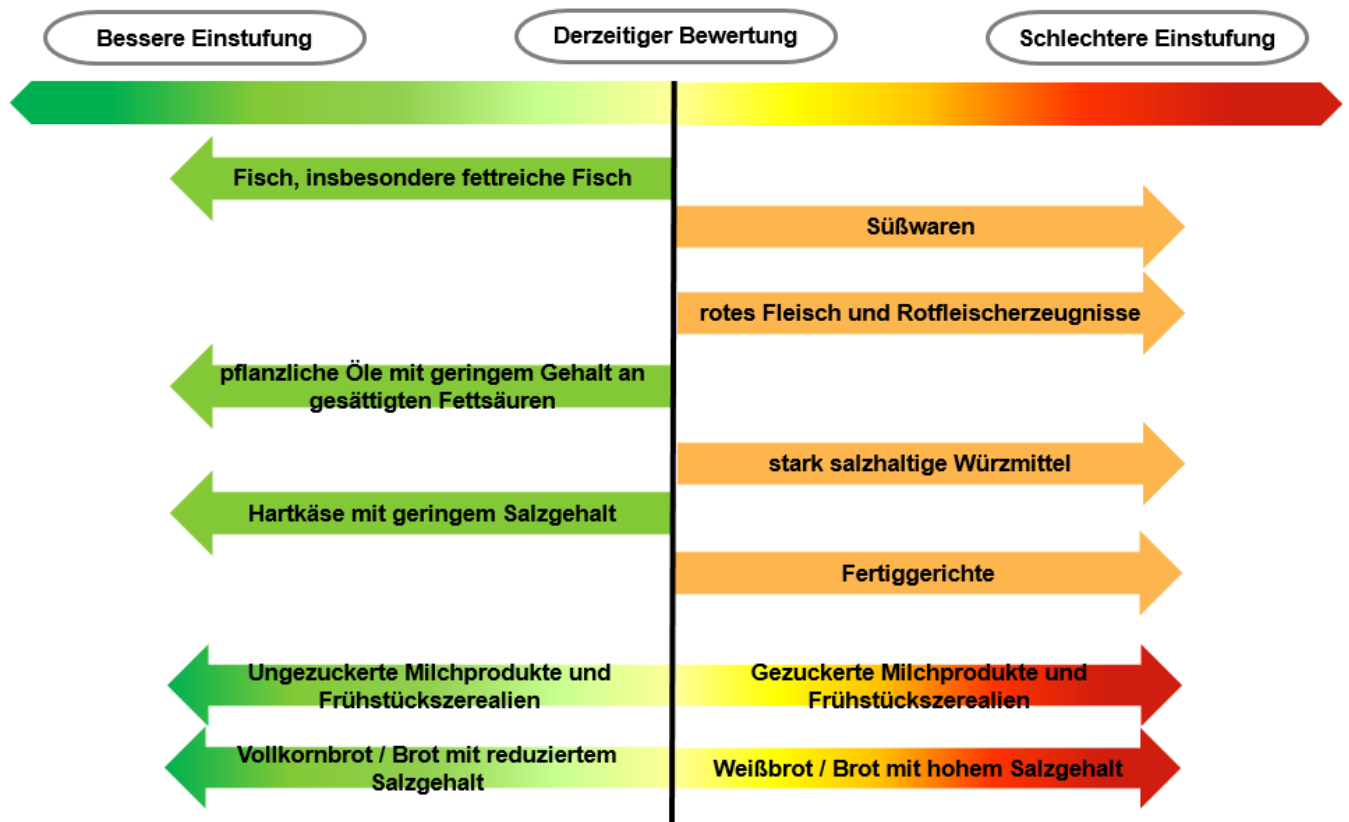 Bessere Einstufung
Derzeitiger Bewertung
Schlechtere Einstufung
Fisch, insbesondere fettreiche Fisch
Süßwaren
rotes Fleisch und Rotfleischerzeugnisse
pflanzliche Öle mit geringem Gehalt an
gesättigten Fettsäuren
stark salzhaltige Würzmittel
Hartkäse mit geringem Salzgehalt
Fertiggerichte
Ungezuckerte Milchprodukte und
Frühstückszerealien
Gezuckerte Milchprodukte und
Frühstückszerealien
Vollkornbrot / Brot mit reduziertem
Salzgehalt
Weißbrot / Brot mit hohem Salzgehalt